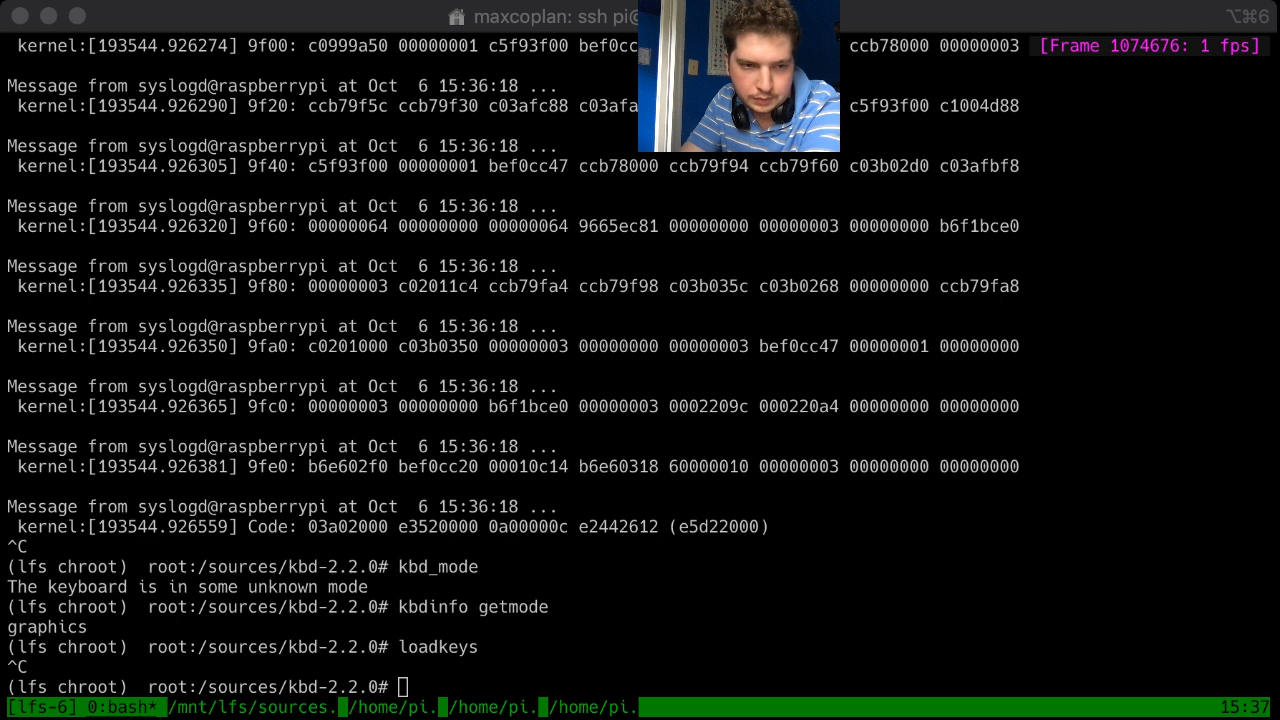 maxcoplan: ssh pi@ ⌥⌘6
kernel:[193544.926274] 9f00: c0999a50 00000001 c5f93f00 bef0cc ccb78000 00000003 [Frame 1074676: 1 fps]
Message from syslogd@raspberrypi at Oct  6 15:36:18 ...
kernel:[193544.926290] 9f20: ccb79f5c ccb79f30 c03afc88 c03afa c5f93f00 c1004d88
Message from syslogd@raspberrypi at Oct  6 15:36:18 ...
kernel:[193544.926305] 9f40: c5f93f00 00000001 bef0cc47 ccb78000 ccb79f94 ccb79f60 c03b02d0 c03afbf8
Message from syslogd@raspberrypi at Oct  6 15:36:18 ...
kernel:[193544.926320] 9f60: 00000064 00000000 00000064 9665ec81 00000000 00000003 00000000 b6f1bce0
Message from syslogd@raspberrypi at Oct  6 15:36:18 ...
kernel:[193544.926335] 9f80: 00000003 c02011c4 ccb79fa4 ccb79f98 c03b035c c03b0268 00000000 ccb79fa8
Message from syslogd@raspberrypi at Oct  6 15:36:18 ...
kernel:[193544.926350] 9fa0: c0201000 c03b0350 00000003 00000000 00000003 bef0cc47 00000001 00000000
Message from syslogd@raspberrypi at Oct  6 15:36:18 ...
kernel:[193544.926365] 9fc0: 00000003 00000000 b6f1bce0 00000003 0002209c 000220a4 00000000 00000000
Message from syslogd@raspberrypi at Oct  6 15:36:18 ...
kernel:[193544.926381] 9fe0: b6e602f0 bef0cc20 00010c14 b6e60318 60000010 00000003 00000000 00000000
Message from syslogd@raspberrypi at Oct  6 15:36:18 ...
kernel:[193544.926559] Code: 03a02000 e3520000 0a00000c e2442612 (e5d22000)
^C
(lfs chroot)  root:/sources/kbd-2.2.0# kbd_mode
The keyboard is in some unknown mode
(lfs chroot)  root:/sources/kbd-2.2.0# kbdinfo getmode
graphics
(lfs chroot)  root:/sources/kbd-2.2.0# loadkeys
^C
(lfs chroot)  root:/sources/kbd-2.2.0#
[lfs-6] 0:bash* /mnt/lfs/sources. /home/pi. /home/pi. /home/pi. 15:37